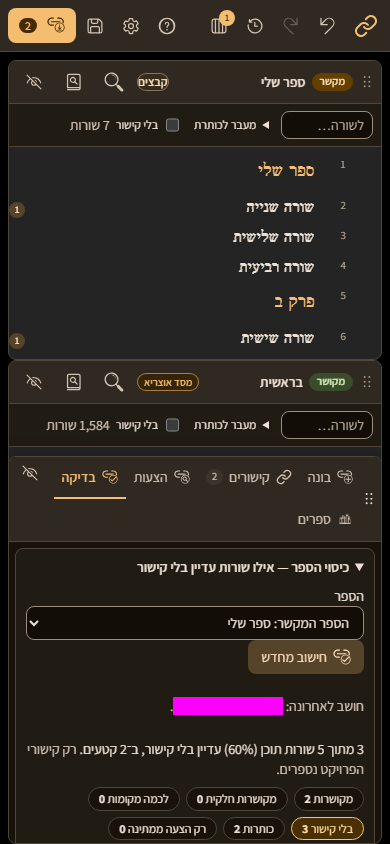 2 1
מקשר ספר שלי קבצים
לשורה... מעבר לכותרת בלי קישור 7 שורות
1 ספר שלי
2 שורה שנייה 1
3 שורה שלישית
4 שורה רביעית
5 פרק ב
6 שורה שישית 1
מקושר בראשית מסד אוצריא
לשורה... מעבר לכותרת בלי קישור 1,584 שורות
בונה קישורים 2 הצעות בדיקה
ספרים
כיסוי הספר — אילו שורות עדיין בלי קישור
הספר
הספר המקשר: ספר שלי
חישוב מחדש
חושב לאחרונה: .
3 מתוך 5 שורות תוכן (60%) עדיין בלי קישור, ב־2 קטעים. רק קישורי
הפרויקט נספרים.
מקושרות 2 מקושרות חלקית 0 לכמה מקומות 0
בלי קישור 3 כותרות 2 רק הצעה ממתינה 0